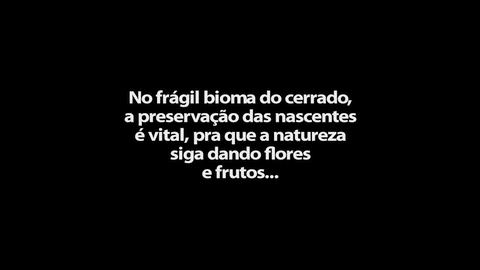 No frágil bioma do cerrado,
a preservação das nascentes
é vital, pra que a natureza
siga dando flores
e frutos...